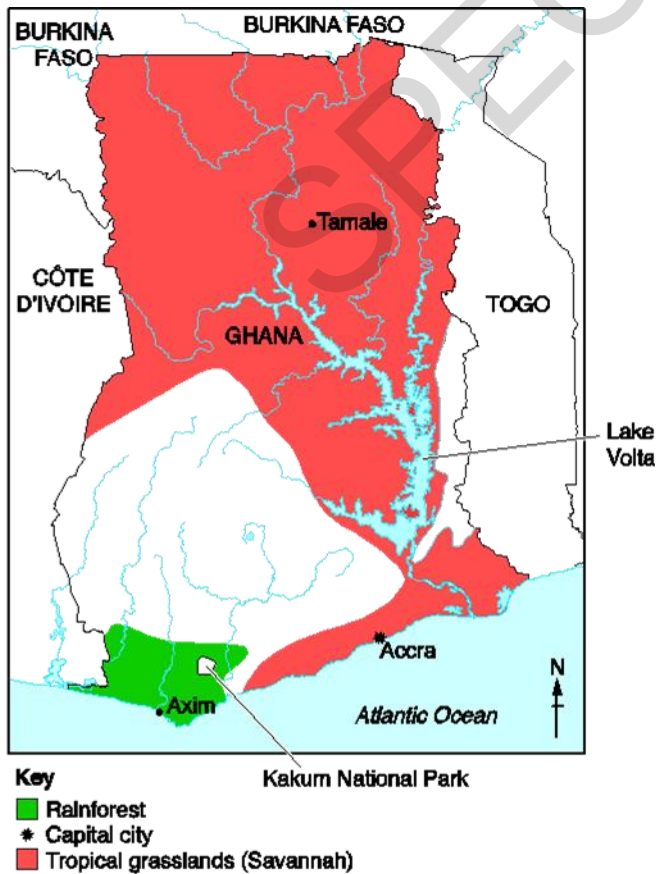 BURKINA
FASO
BURKINA FASO
SPEC
Tamale
CÔTE
D'IVOIRE
TOGO
GHANA
Lake
Volta
Accra
N
Axim
Atlantic Ocean
Kakum National Park
Key
Rainforest
Capital city
Tropical grasslands (Savannah)